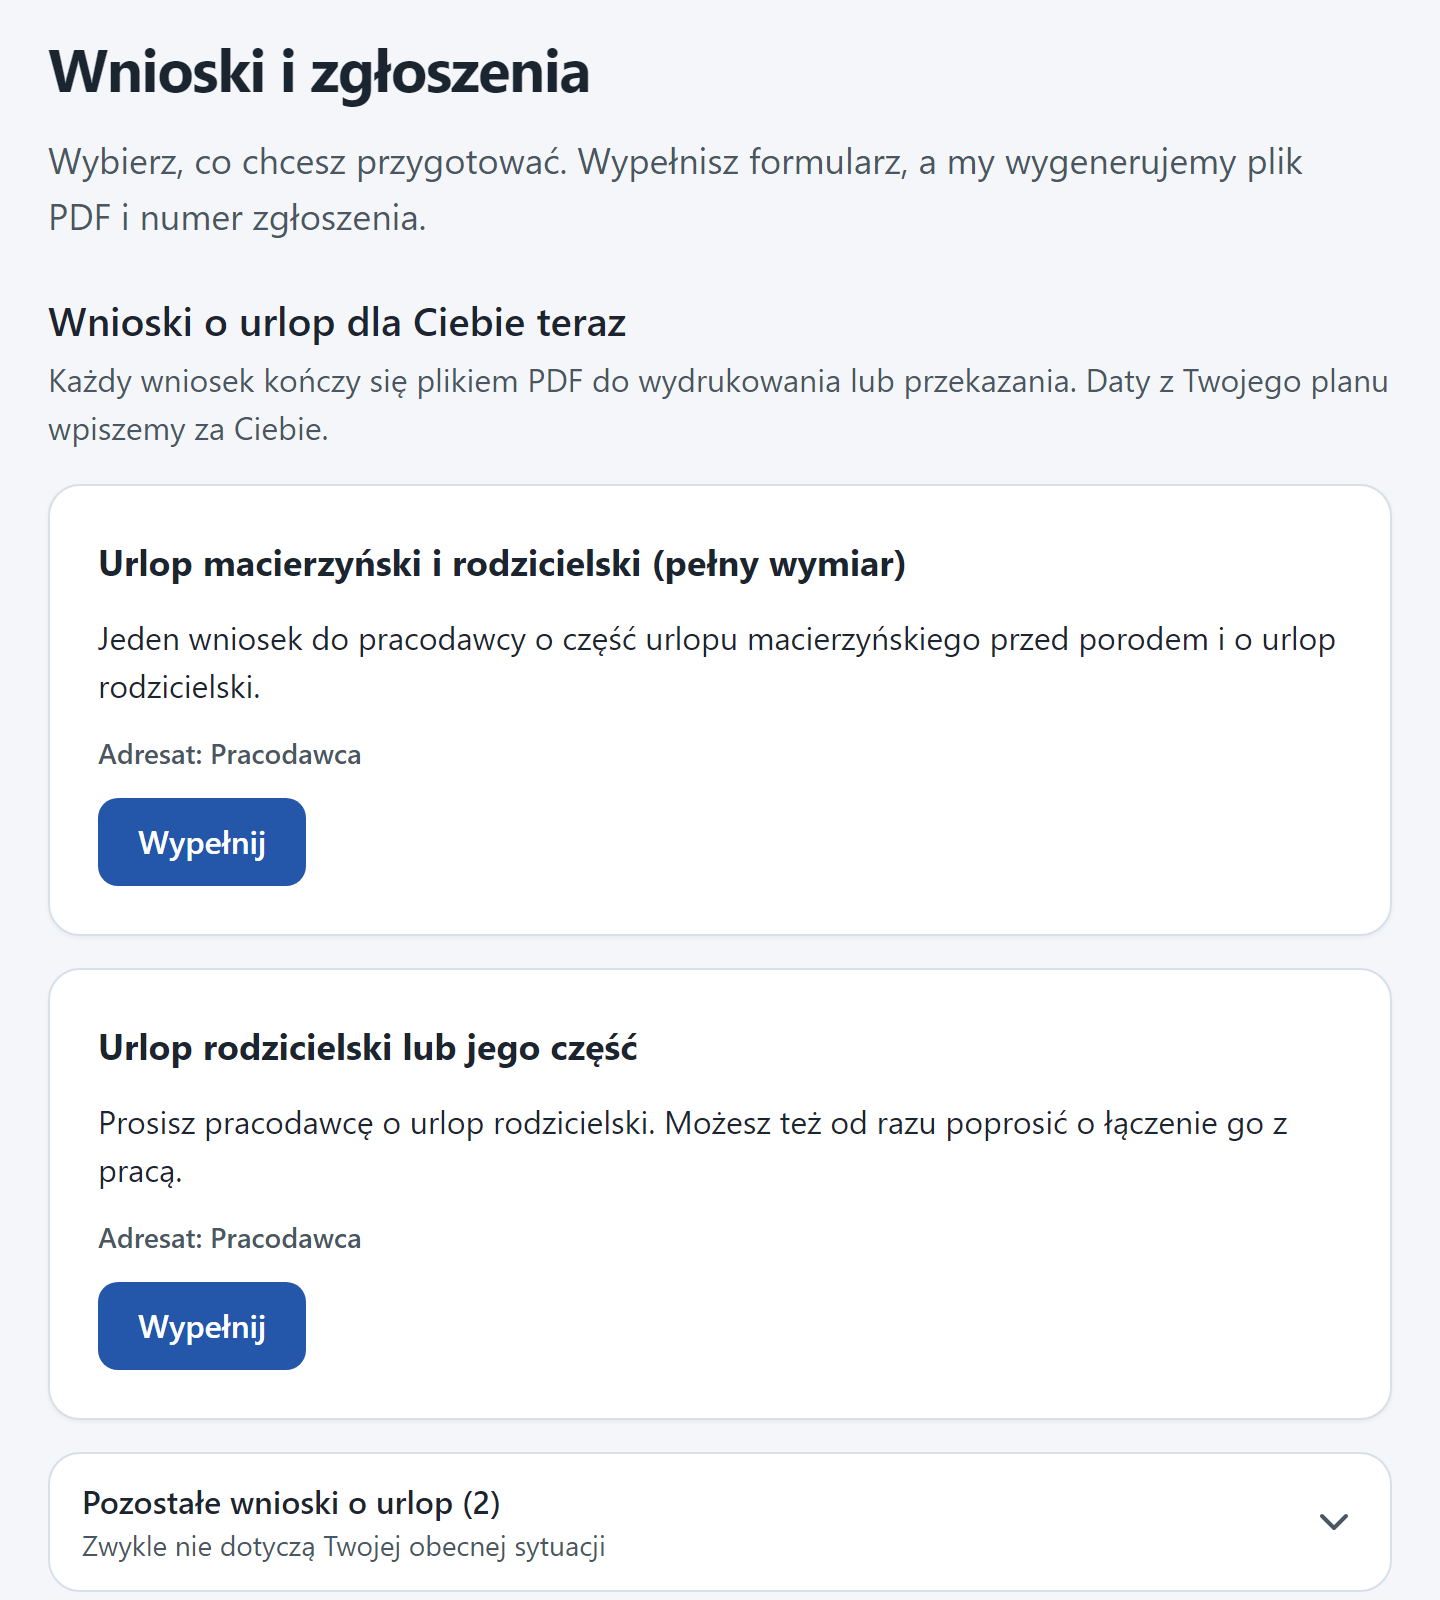 Wnioski i zgłoszenia
Wybierz, co chcesz przygotować. Wypełnisz formularz, a my wygenerujemy plik
PDF i numer zgłoszenia.
Wnioski o urlop dla Ciebie teraz
Każdy wniosek kończy się plikiem PDF do wydrukowania lub przekazania. Daty z Twojego planu
wpiszemy za Ciebie.
Urlop macierzyński i rodzicielski (pełny wymiar)
Jeden wniosek do pracodawcy o część urlopu macierzyńskiego przed porodem i o urlop
rodzicielski.
Adresat: Pracodawca
Wypełnij
Urlop rodzicielski lub jego część
Prosisz pracodawcę o urlop rodzicielski. Możesz też od razu poprosić o łączenie go z
pracą.
Adresat: Pracodawca
Wypełnij
Pozostałe wnioski o urlop (2)
Zwykle nie dotyczą Twojej obecnej sytuacji